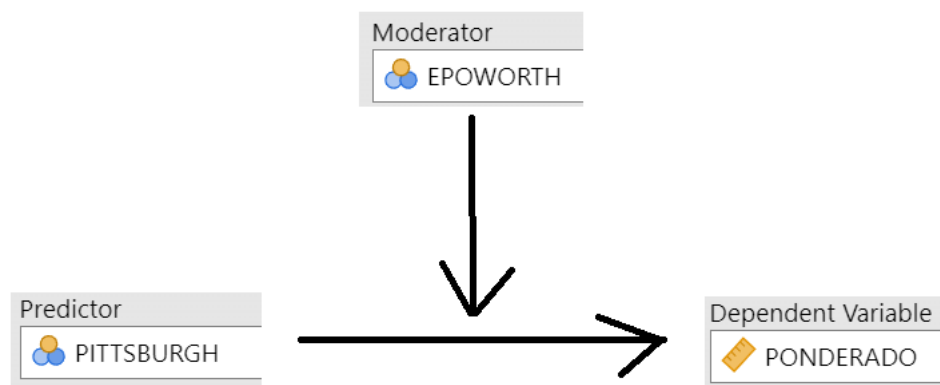 Moderator
EPOWORTH
Predictor
PITTSBURGH
Dependent Variable
PONDERADO